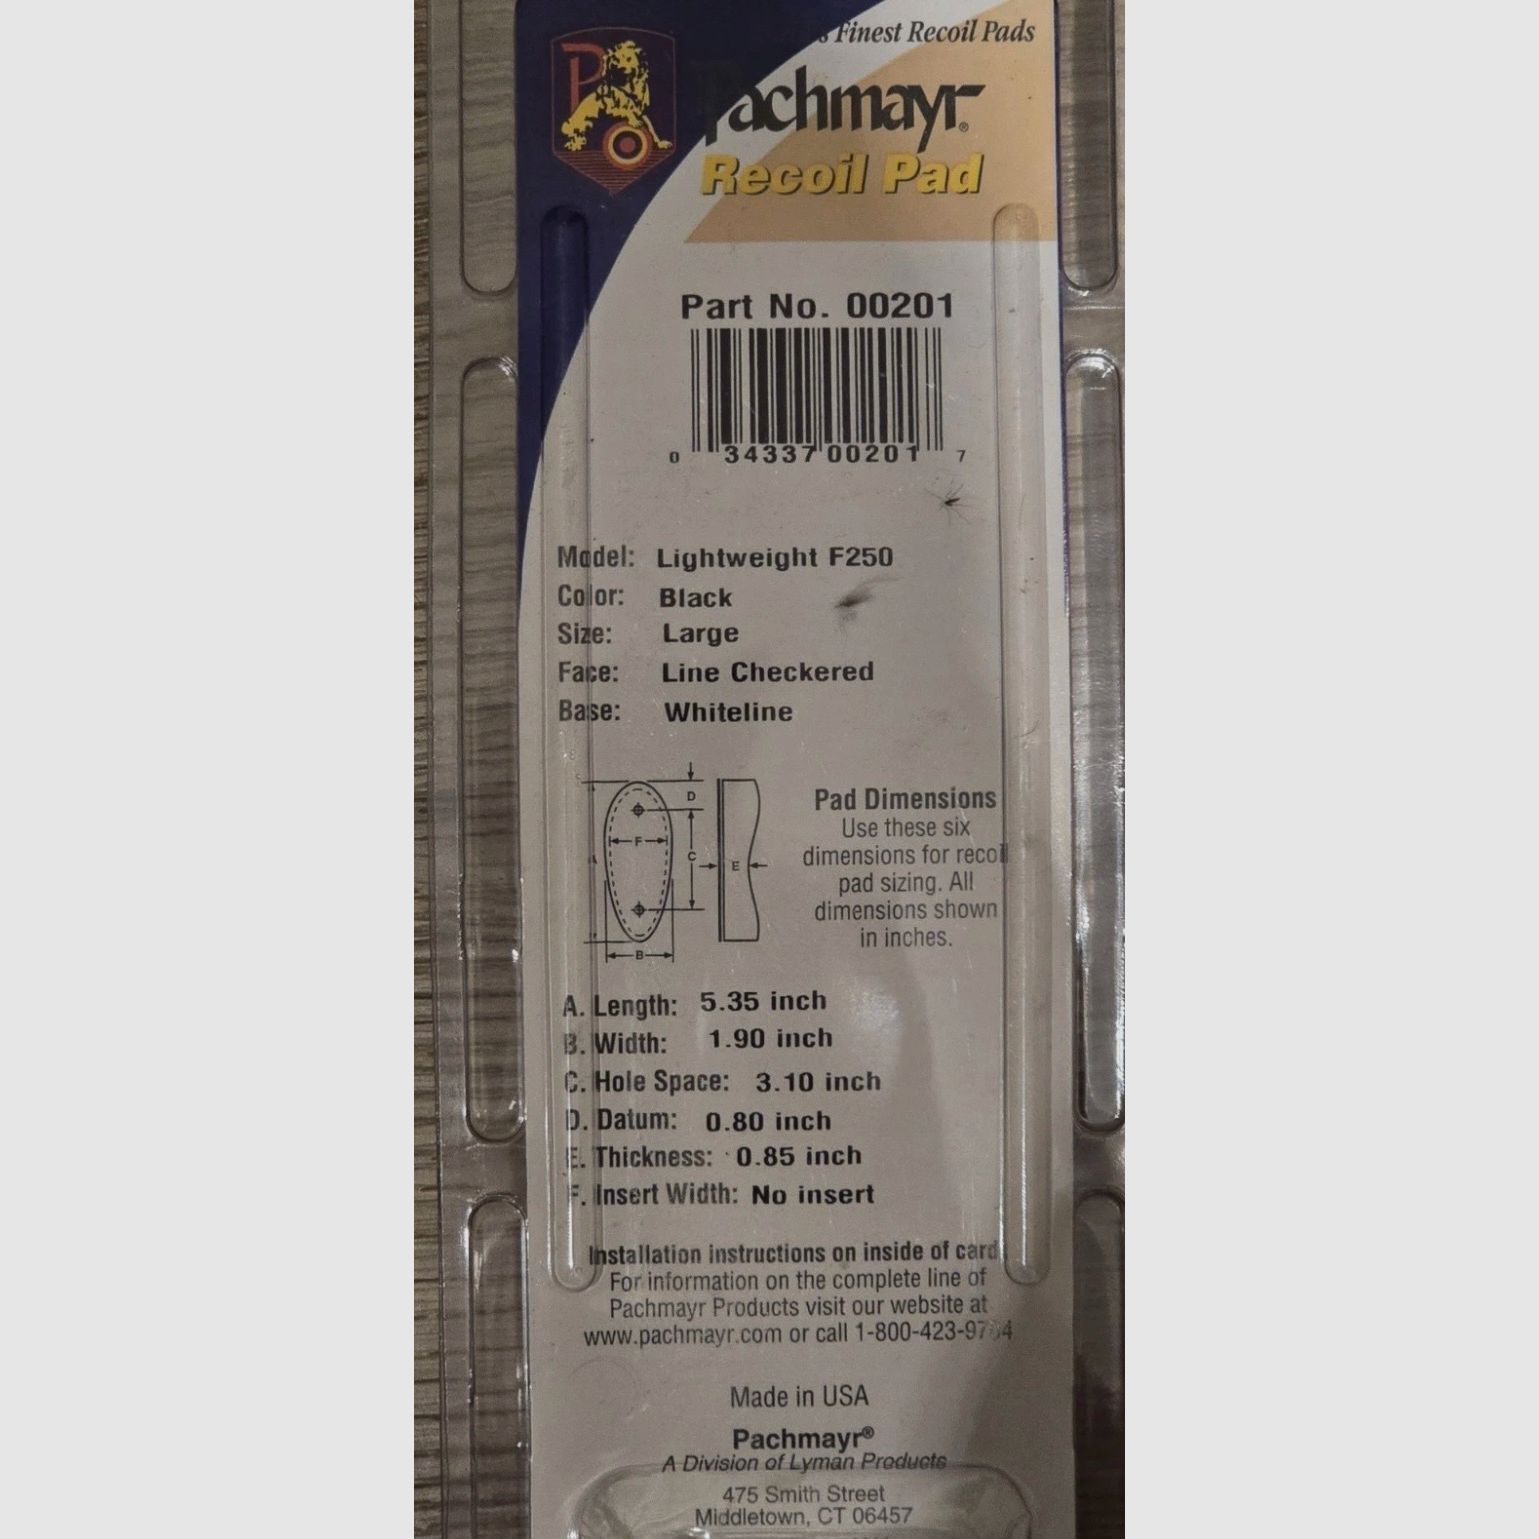 Finest Recoil Pads
P
Pachmayr®
Recoil Pad
Part No. 00201
0 34337 00201 7
Model: Lightweight F250
Color: Black
Size: Large
Face: Line Checkered
Base: Whiteline
D
F
C
E
A
B
Pad Dimensions
Use these six
dimensions for recoil
pad sizing. All
dimensions shown
in inches.
A. Length: 5.35 inch
B. Width: 1.90 inch
C. Hole Space: 3.10 inch
D. Datum: 0.80 inch
E. Thickness: 0.85 inch
F. Insert Width: No insert
Installation instructions on inside of card
For information on the complete line of
Pachmayr Products visit our website at
www.pachmayr.com or call
Made in USA
Pachmayr®
A Division of Lyman Products
475 Smith Street
Middletown, CT 06457